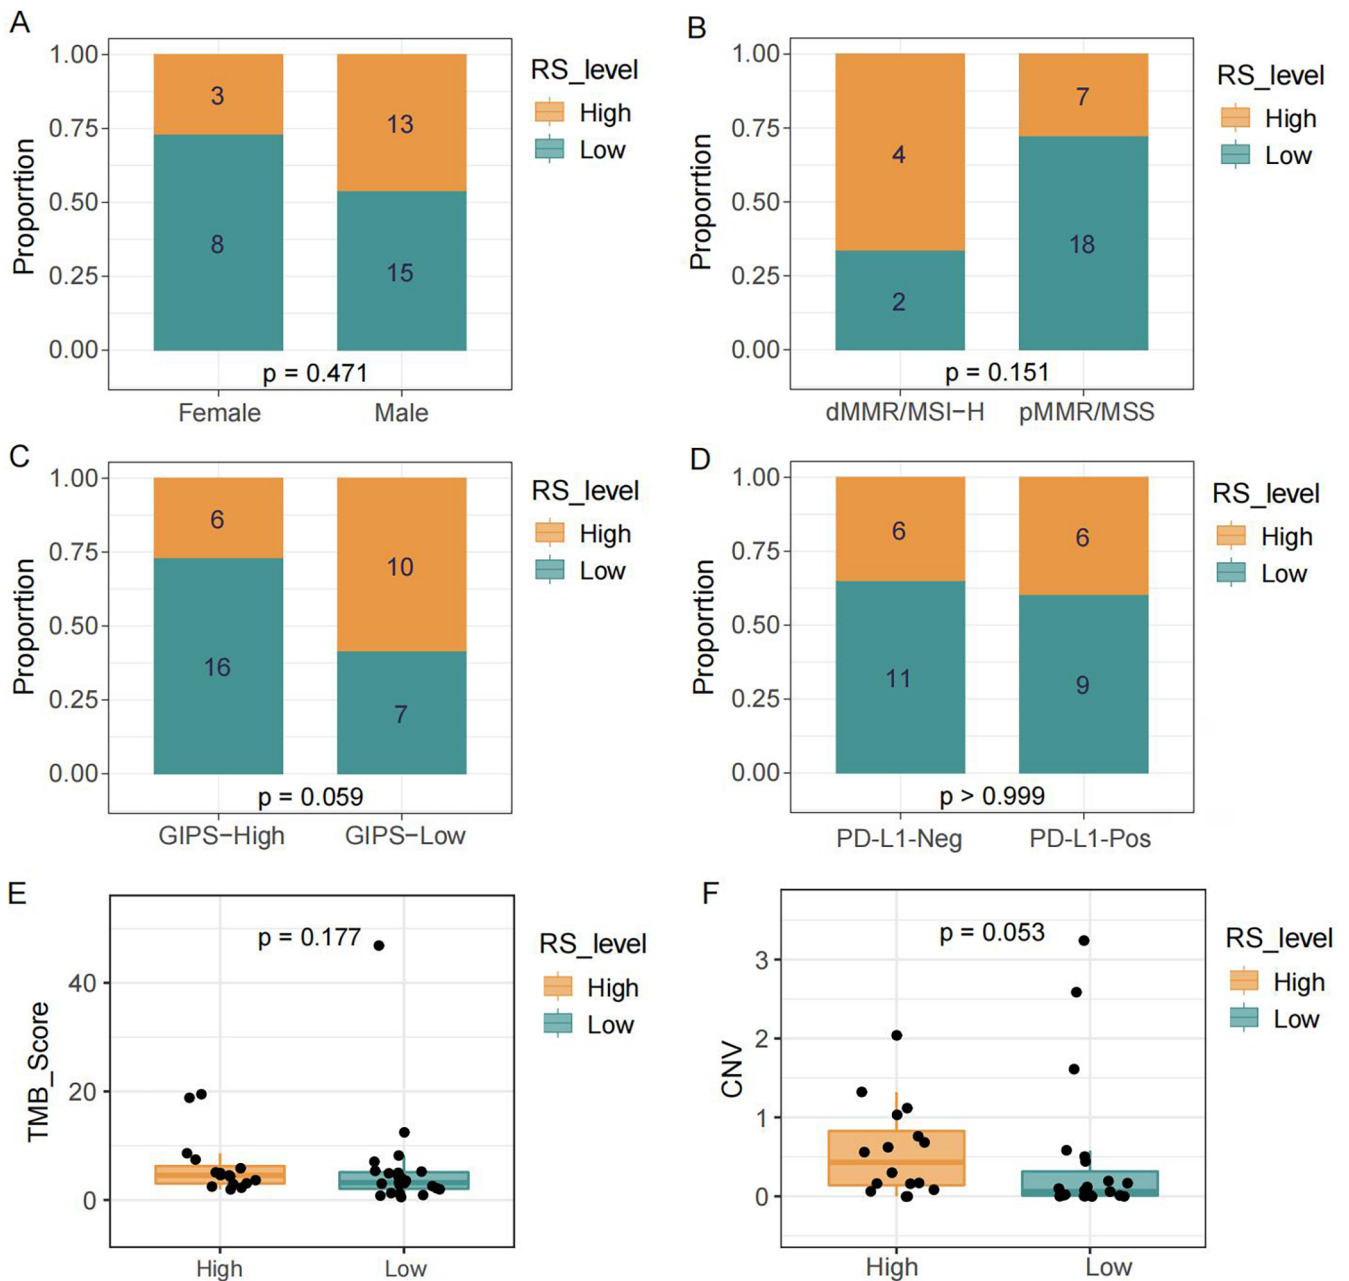 A
1.00
0.75
0.50
0.25
0.00
Proporrtion
3
8
13
15
p = 0.471
Female
Male
RS_level
High
Low
B
1.00
0.75
0.50
0.25
0.00
Proporrtion
4
2
7
18
p = 0.151
dMMR/MSI−H
pMMR/MSS
RS_level
High
Low
C
1.00
0.75
0.50
0.25
0.00
Proporrtion
6
16
10
7
p = 0.059
GIPS−High
GIPS−Low
RS_level
High
Low
D
1.00
0.75
0.50
0.25
0.00
Proporrtion
6
11
6
9
p > 0.999
PD-L1-Neg
PD-L1-Pos
RS_level
High
Low
E
40
20
0
TMB_Score
p = 0.177
High
Low
RS_level
High
Low
F
3
2
1
0
CNV
p = 0.053
High
Low
RS_level
High
Low